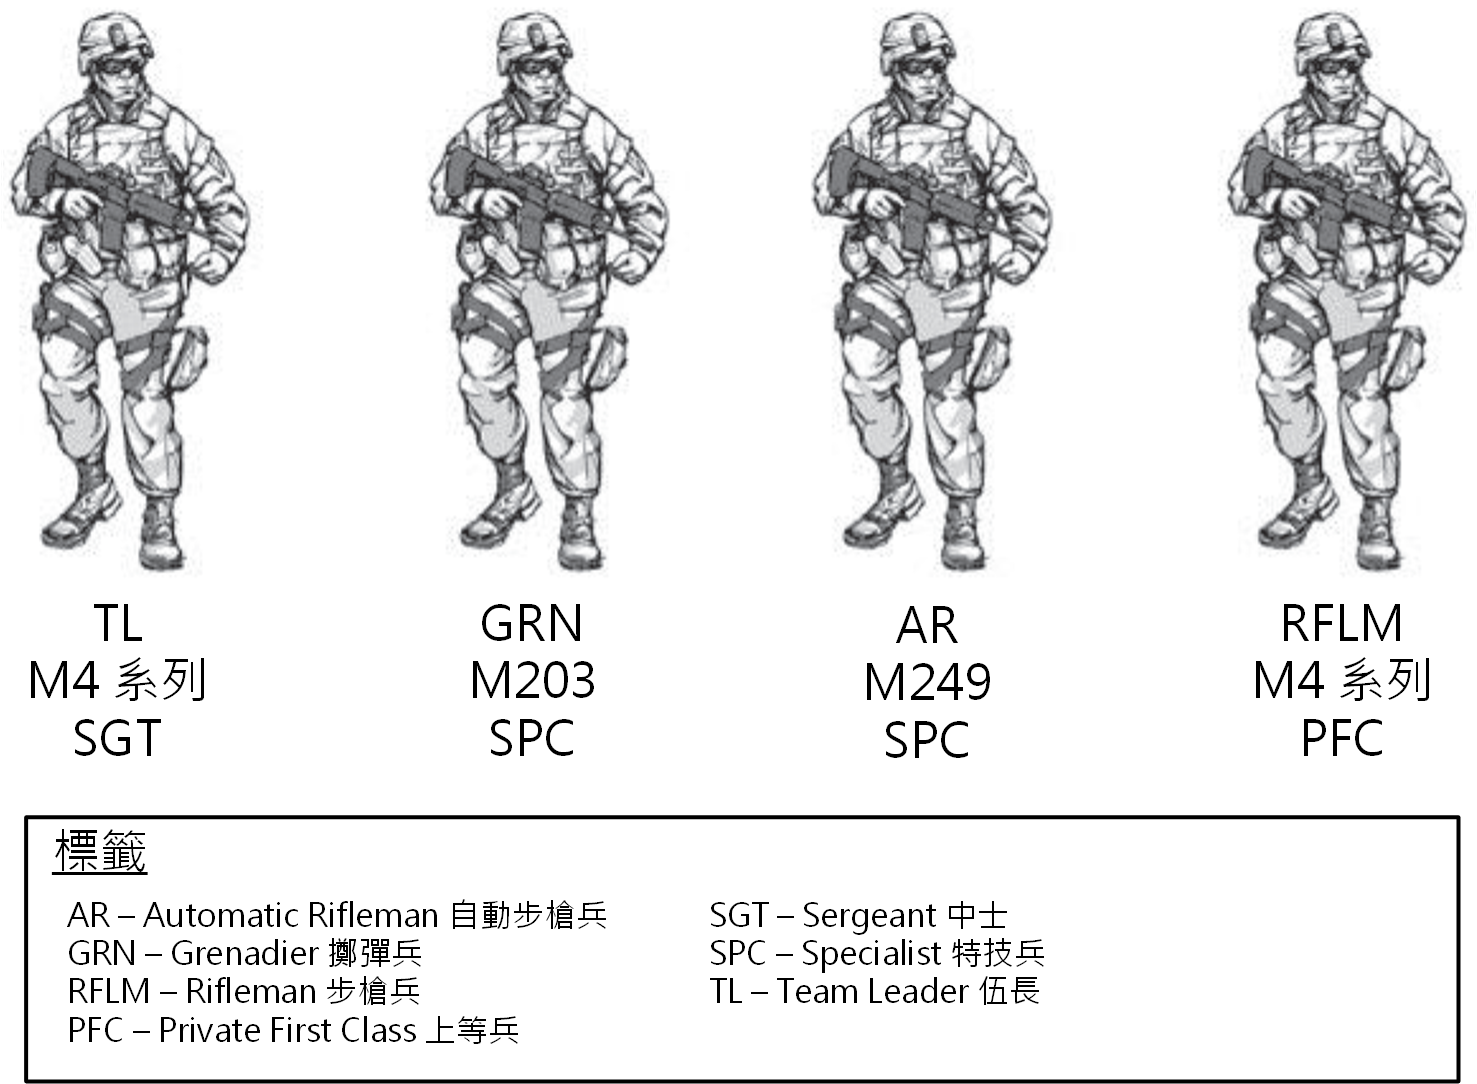 TL
M4 系列
SGT
GRN
M203
SPC
AR
M249
SPC
RFLM
M4 系列
PFC
標籤
AR – Automatic Rifleman 自動步槍兵
GRN – Grenadier 擲彈兵
RFLM – Rifleman 步槍兵
PFC – Private First Class 上等兵
SGT – Sergeant 中士
SPC – Specialist 特技兵
TL – Team Leader 伍長